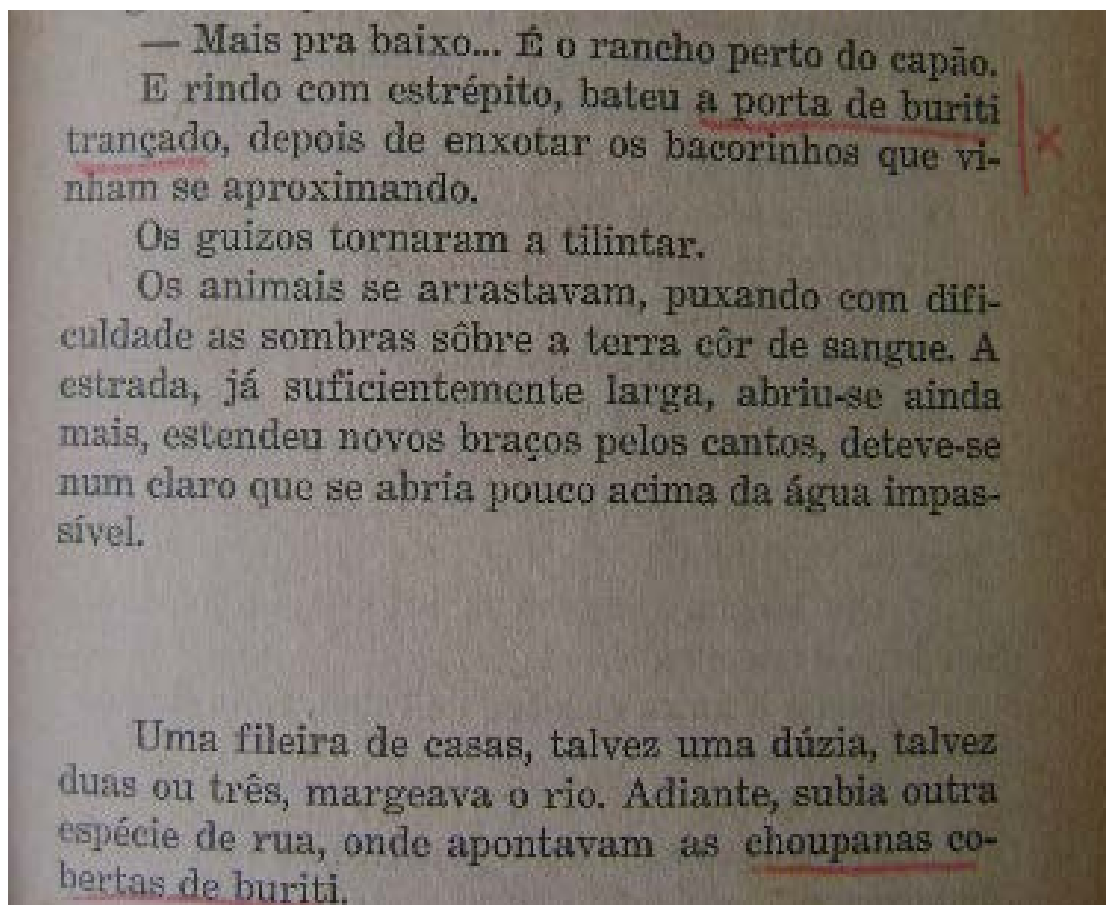 — Mais pra baixo... É o rancho perto do capão.
E rindo com estrépito, bateu a porta de buriti
trançado, depois de enxotar os bacorinhos que vi-
nham se aproximando.
Os guizos tornaram a tilintar.
Os animais se arrastavam, puxando com difi-
culdade as sombras sôbre a terra côr de sangue. A
estrada, já suficientemente larga, abriu-se ainda
mais, estendeu novos braços pelos cantos, deteve-se
num claro que se abria pouco acima da água impas-
sível.
Uma fileira de casas, talvez uma dúzia, talvez
duas ou três, margeava o rio. Adiante, subia outra
espécie de rua, onde apontavam as choupanas co-
bertas de buriti.